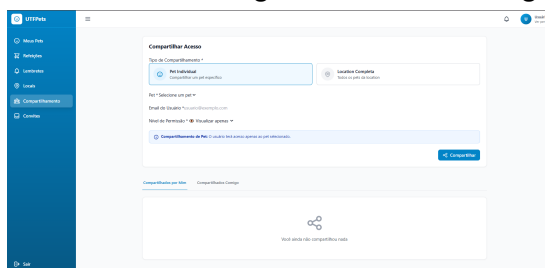 UTFPets
Meus Pets
Refeições
Lembretes
Locais
Compartilhamento
Convites
Sair
Compartilhar Acesso
Tipo de Compartilhamento *
Pet Individual
Compartilhar um pet específico
Location Completa
Todos os pets da location
Pet * Selecione um pet
Email do Usuário *usuario@exemplo.com
Nível de Permissão * Visualizar apenas
Compartilhamento de Pet: O usuário terá acesso apenas ao pet selecionado.
Compartilhar
Compartilhados por Mim Compartilhados Comigo
Você ainda não compartilhou nada